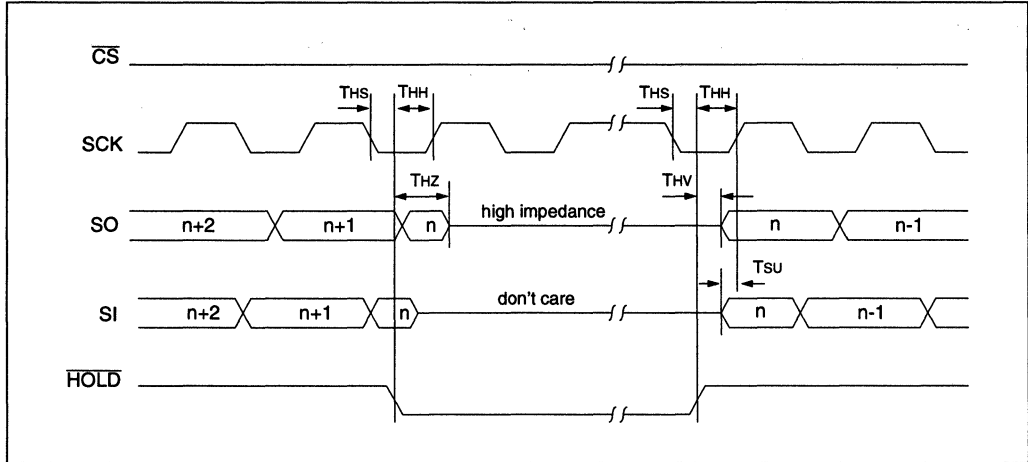 CS
THS THH THS THH
SCK
THZ THV
SO n+2 n+1 n high impedance n n-1
TSU
SI n+2 n+1 n don't care n n-1
HOLD